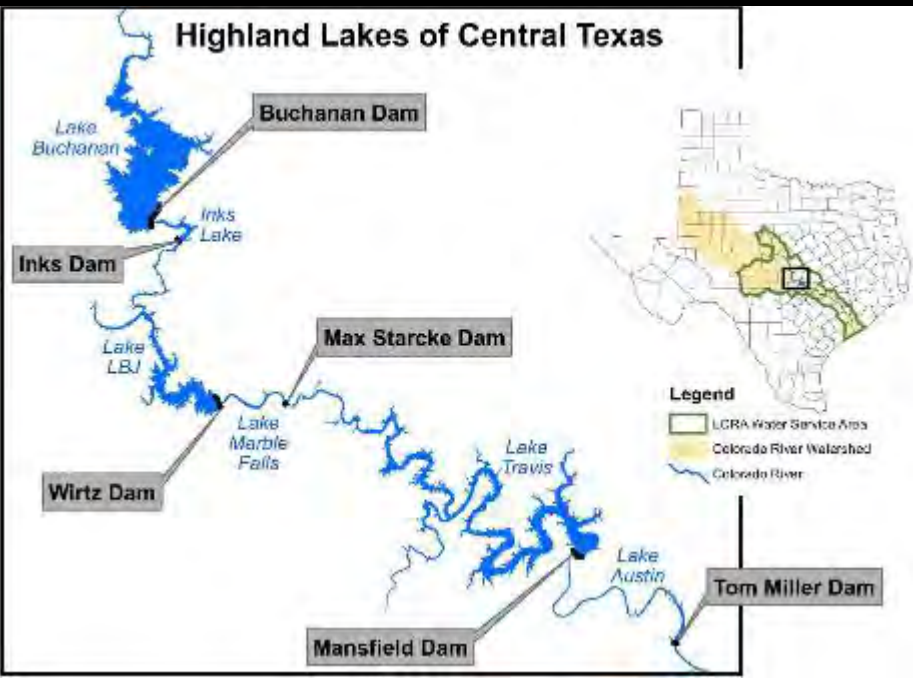 Highland Lakes of Central Texas
Buchanan Dam
Lake
Buchanan
Inks
Lake
Inks Dam
Max Starcke Dam
Lake
LBJ
Lake
Marble
Falls
Wirtz Dam
Lake
Travis
Lake
Austin
Tom Miller Dam
Mansfield Dam
Legend
LCRA Water Service Area
Colorado River Watershed
Colorado River